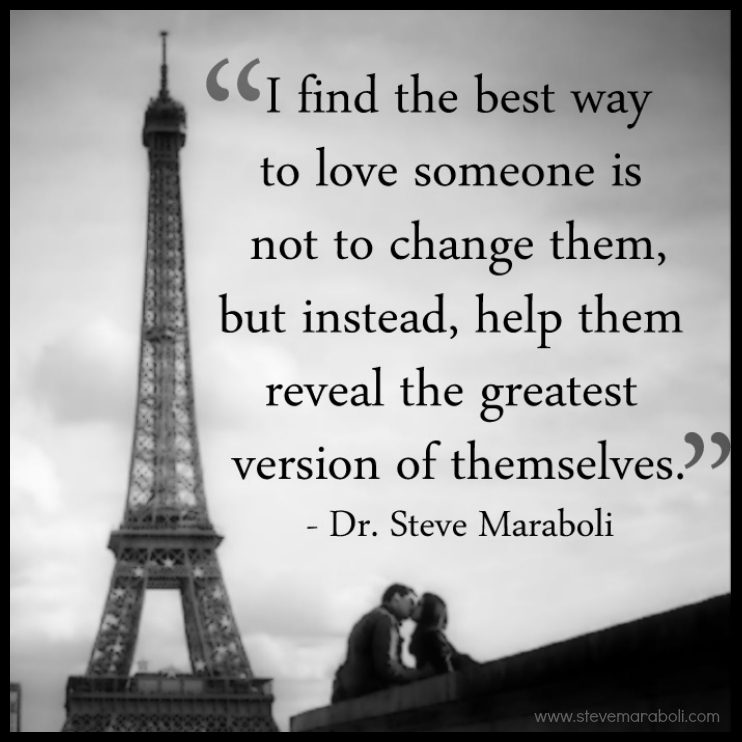 “I find the best way
to love someone is
not to change them,
but instead, help them
reveal the greatest
version of themselves.”
- Dr. Steve Maraboli
www.stevemaraboli.com